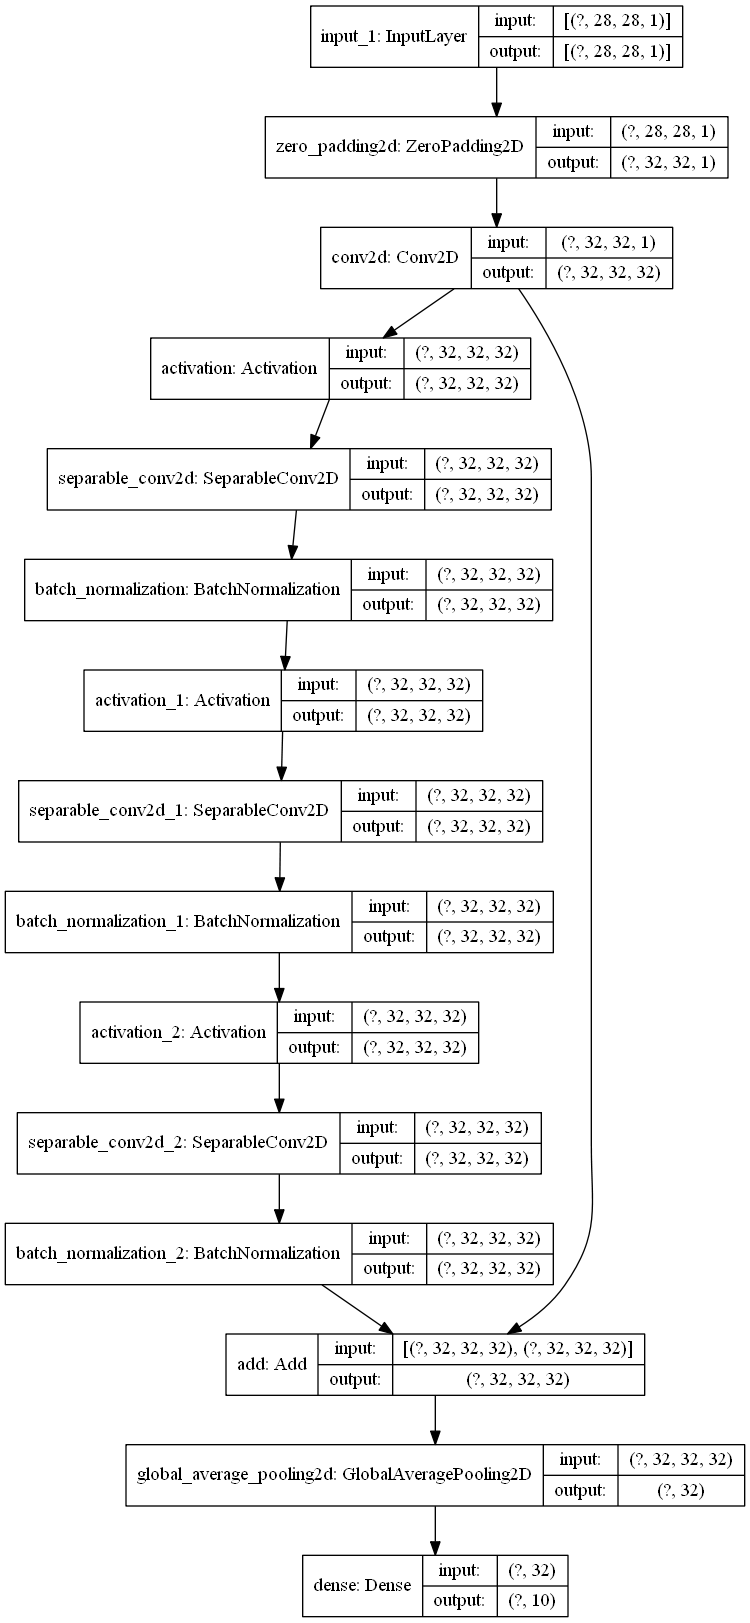 input_1: InputLayer
input: [(?, 28, 28, 1)]
output: [(?, 28, 28, 1)]
zero_padding2d: ZeroPadding2D
input: (?, 28, 28, 1)
output: (?, 32, 32, 1)
conv2d: Conv2D
input: (?, 32, 32, 1)
output: (?, 32, 32, 32)
activation: Activation
input: (?, 32, 32, 32)
output: (?, 32, 32, 32)
separable_conv2d: SeparableConv2D
input: (?, 32, 32, 32)
output: (?, 32, 32, 32)
batch_normalization: BatchNormalization
input: (?, 32, 32, 32)
output: (?, 32, 32, 32)
activation_1: Activation
input: (?, 32, 32, 32)
output: (?, 32, 32, 32)
separable_conv2d_1: SeparableConv2D
input: (?, 32, 32, 32)
output: (?, 32, 32, 32)
batch_normalization_1: BatchNormalization
input: (?, 32, 32, 32)
output: (?, 32, 32, 32)
activation_2: Activation
input: (?, 32, 32, 32)
output: (?, 32, 32, 32)
separable_conv2d_2: SeparableConv2D
input: (?, 32, 32, 32)
output: (?, 32, 32, 32)
batch_normalization_2: BatchNormalization
input: (?, 32, 32, 32)
output: (?, 32, 32, 32)
add: Add
input: [(?, 32, 32, 32), (?, 32, 32, 32)]
output: (?, 32, 32, 32)
global_average_pooling2d: GlobalAveragePooling2D
input: (?, 32, 32, 32)
output: (?, 32)
dense: Dense
input: (?, 32)
output: (?, 10)